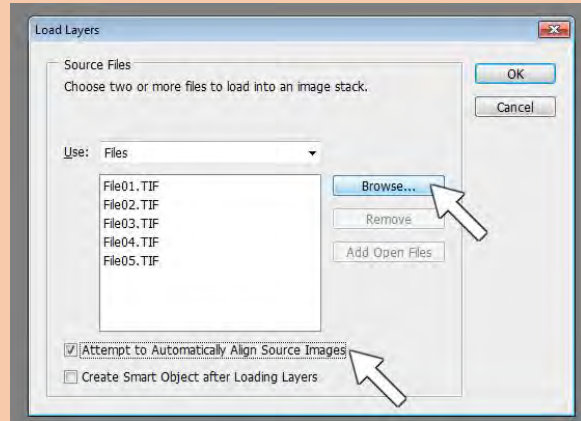 Load Layers
Source Files
Choose two or more files to load into an image stack.
OK
Cancel
Use: Files
File01.TIF
File02.TIF
File03.TIF
File04.TIF
File05.TIF
Browse...
Remove
Add Open Files
Attempt to Automatically Align Source Images
Create Smart Object after Loading Layers